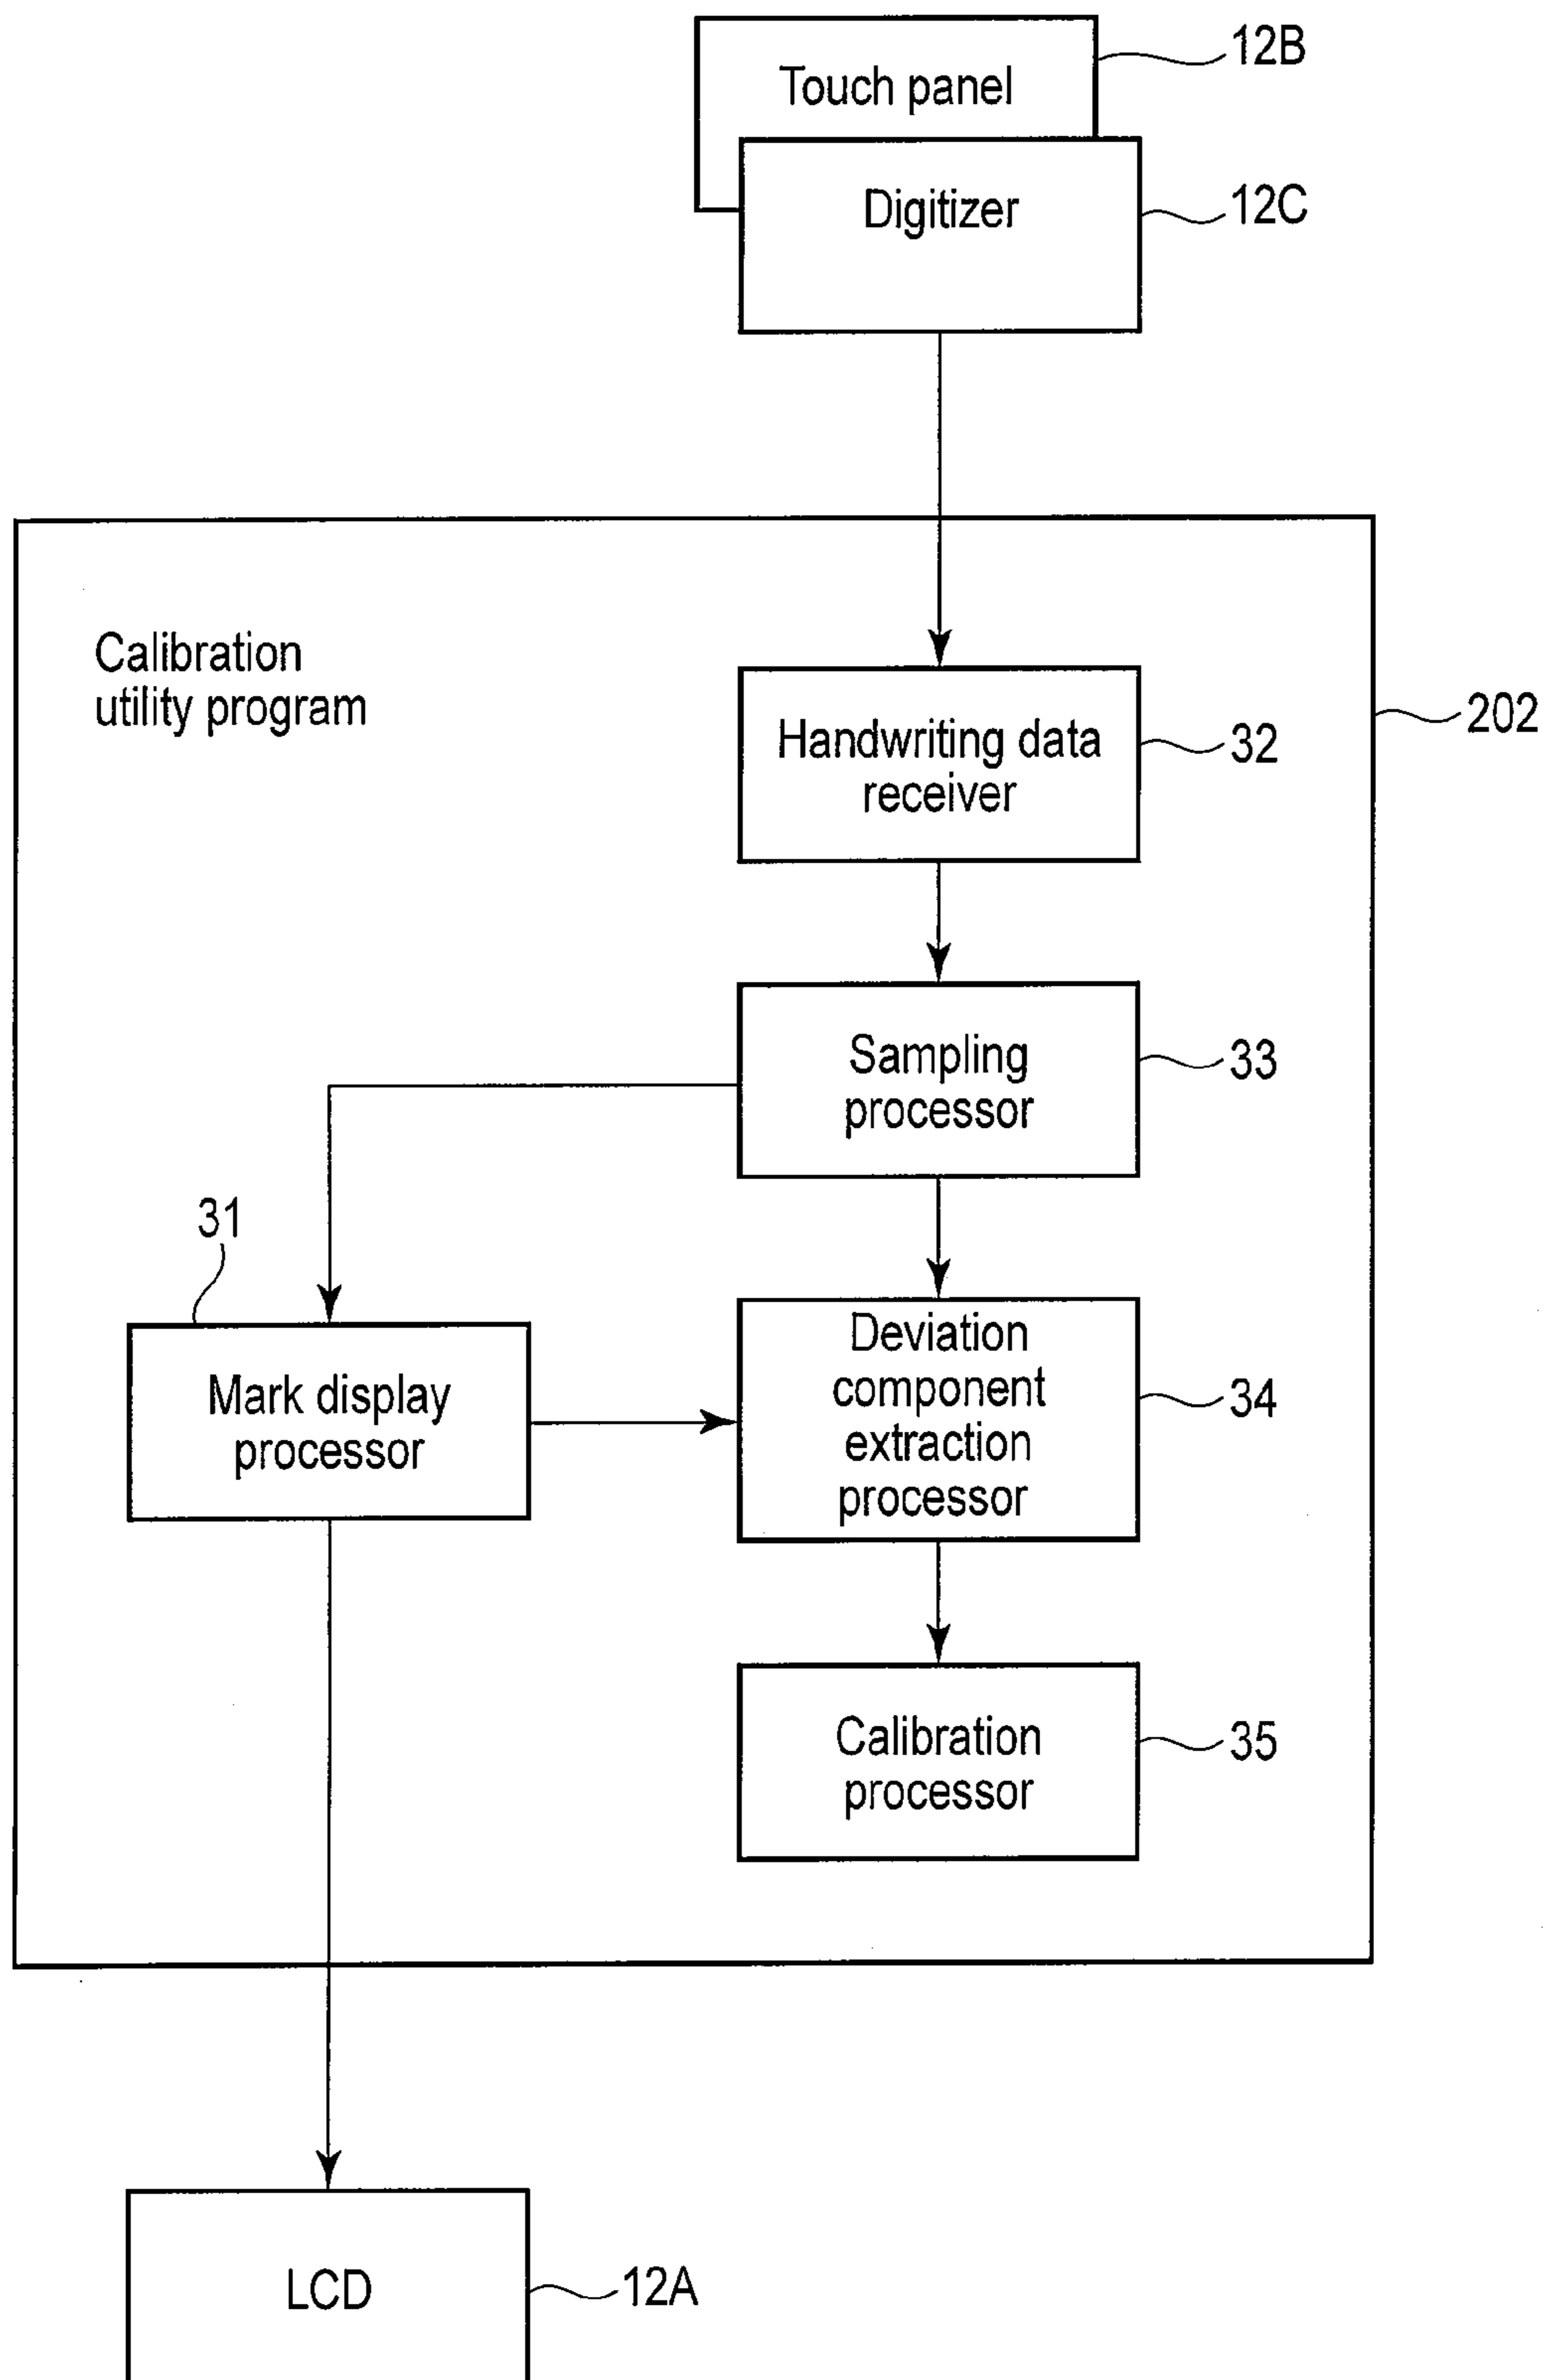 Touch panel
12B
Digitizer
12C
Calibration
utility program
202
Handwriting data
receiver
32
Sampling
processor
33
31
Mark display
processor
Deviation
component
extraction
processor
34
Calibration
processor
35
LCD
12A